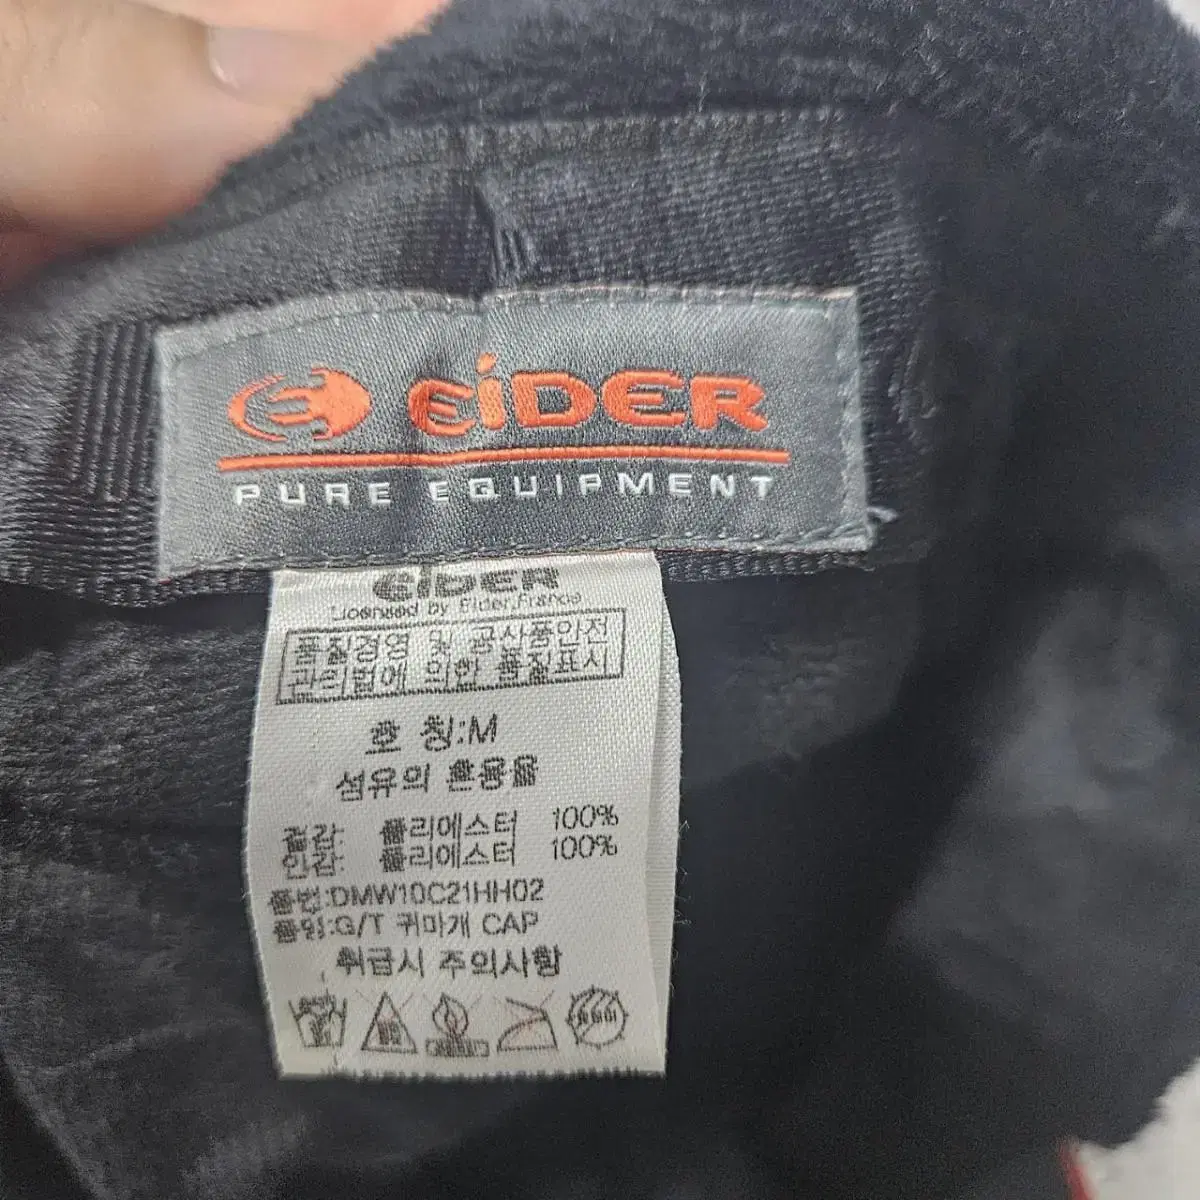 EiDER
PURE EQUIPMENT
EiDER
Licensed by Eider.France
품질경영 및 공산품안전
관리법에 의한 품질표시
호 칭:M
섬유의 혼용율
겉감: 폴리에스터 100%
안감: 폴리에스터 100%
품번:DMW10C21HH02
품명:G/T 귀마개 CAP
취급시 주의사항